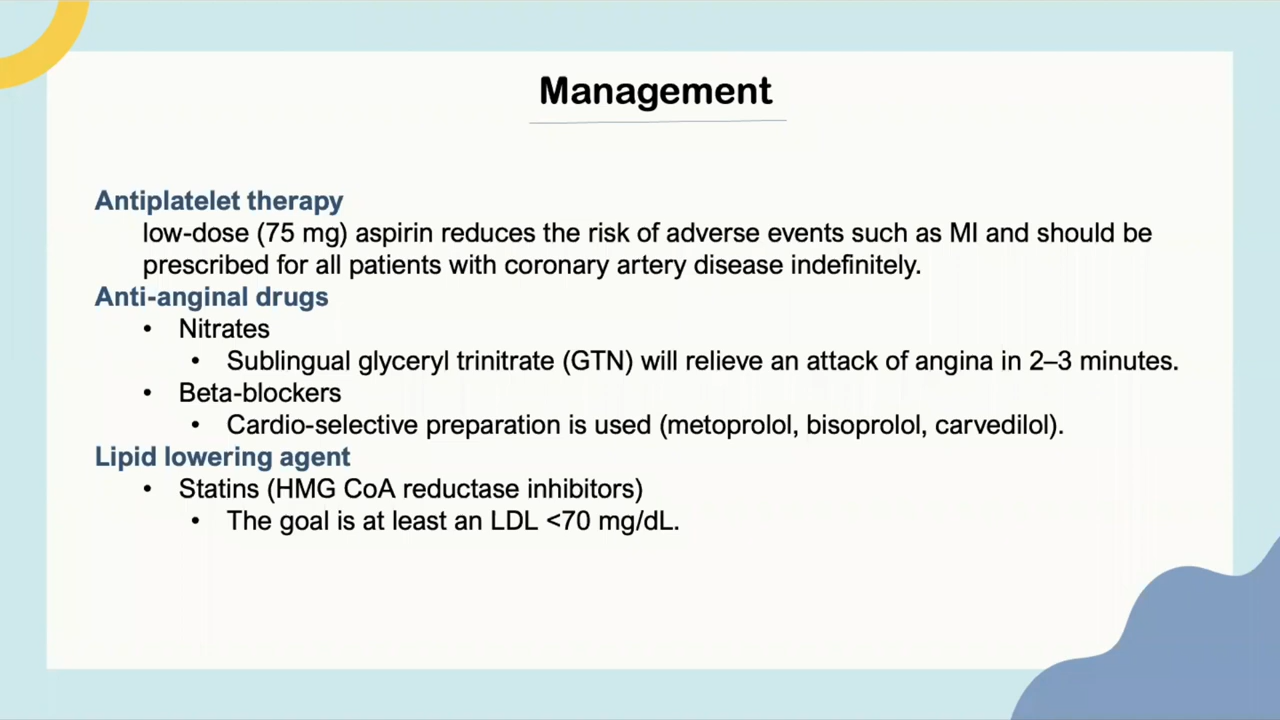 Management
Antiplatelet therapy
low-dose (75 mg) aspirin reduces the risk of adverse events such as MI and should be
prescribed for all patients with coronary artery disease indefinitely.
Anti-anginal drugs
• Nitrates
• Sublingual glyceryl trinitrate (GTN) will relieve an attack of angina in 2–3 minutes.
• Beta-blockers
• Cardio-selective preparation is used (metoprolol, bisoprolol, carvedilol).
Lipid lowering agent
• Statins (HMG CoA reductase inhibitors)
• The goal is at least an LDL <70 mg/dL.